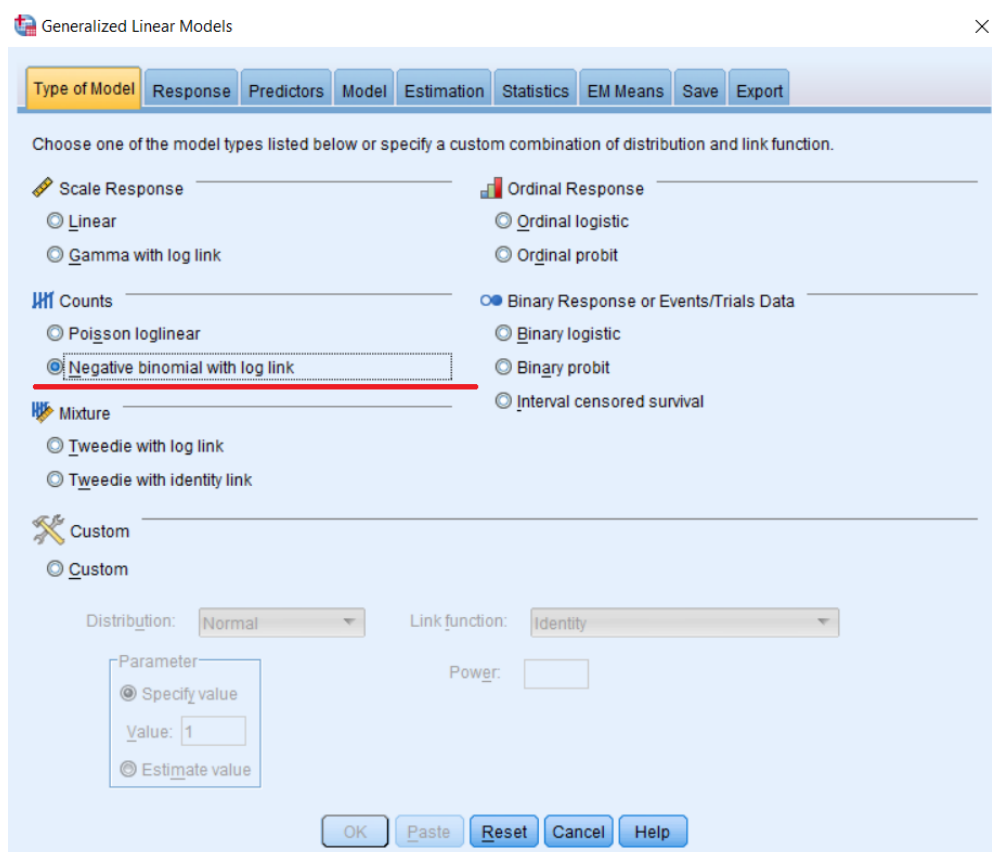 Generalized Linear Models
Type of Model Response Predictors Model Estimation Statistics EM Means Save Export
Choose one of the model types listed below or specify a custom combination of distribution and link function.
Scale Response
Linear
Gamma with log link
Ordinal Response
Ordinal logistic
Ordinal probit
Counts
Poisson loglinear
Negative binomial with log link
Binary Response or Events/Trials Data
Binary logistic
Binary probit
Interval censored survival
Mixture
Tweedie with log link
Tweedie with identity link
Custom
Custom
Distribution: Normal
Link function: Identity
Parameter
Specify value
Value: 1
Estimate value
Power:
OK Paste Reset Cancel Help